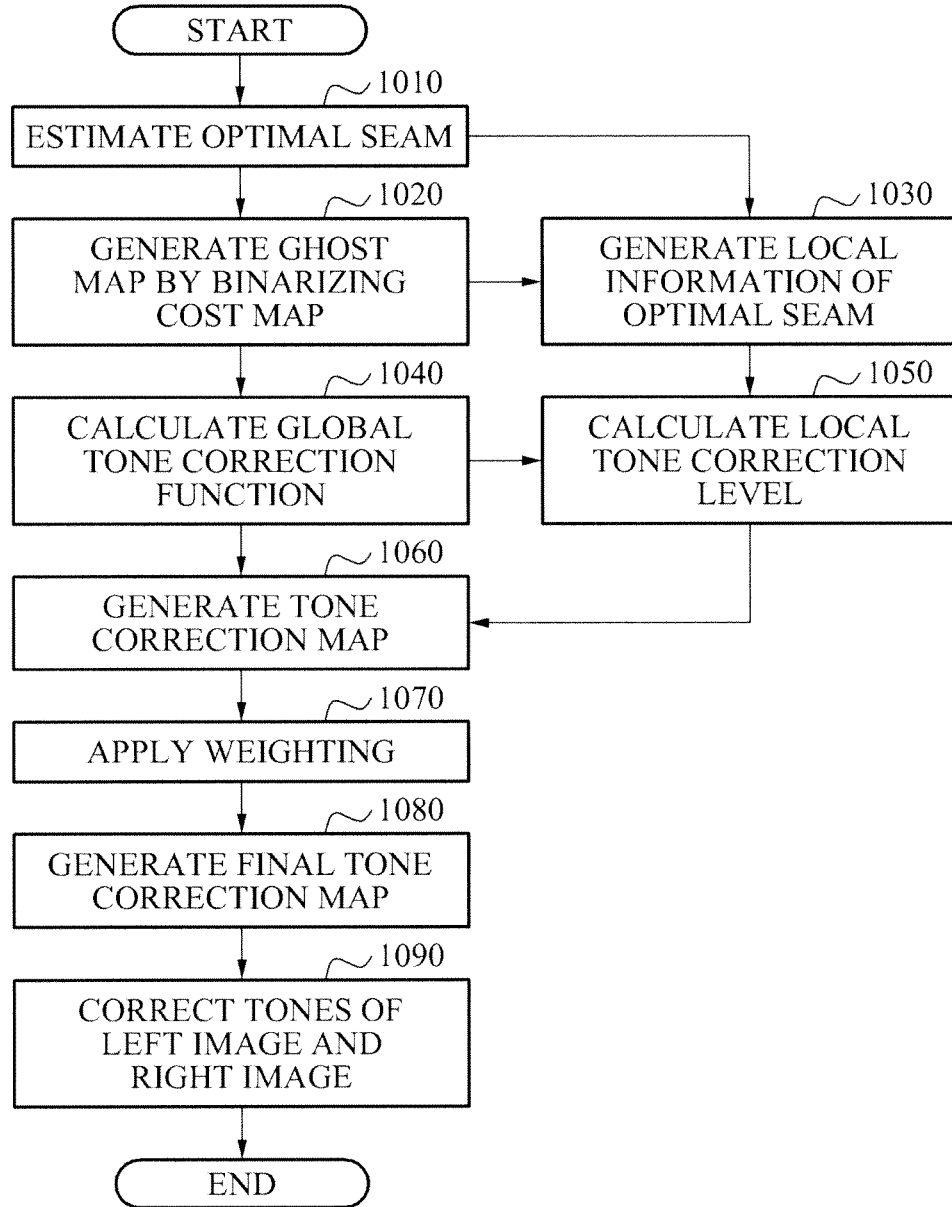 START
1010
ESTIMATE OPTIMAL SEAM
1020
GENERATE GHOST
MAP BY BINARIZING
COST MAP
1030
GENERATE LOCAL
INFORMATION OF
OPTIMAL SEAM
1040
CALCULATE GLOBAL
TONE CORRECTION
FUNCTION
1050
CALCULATE LOCAL
TONE CORRECTION
LEVEL
1060
GENERATE TONE
CORRECTION MAP
1070
APPLY WEIGHTING
1080
GENERATE FINAL TONE
CORRECTION MAP
1090
CORRECT TONES OF
LEFT IMAGE AND
RIGHT IMAGE
END